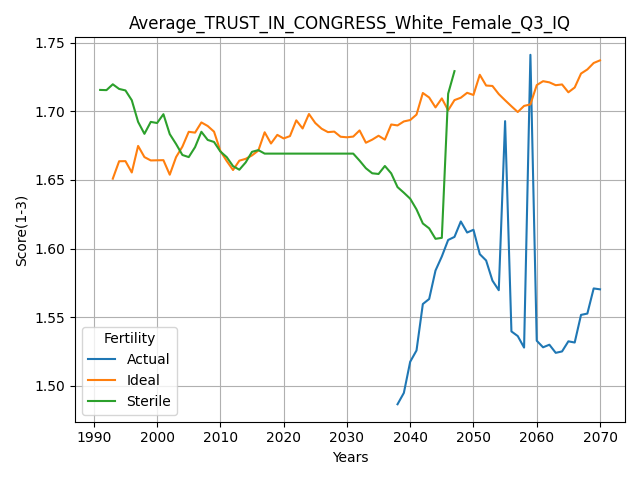 Average_TRUST_IN_CONGRESS_White_Female_Q3_IQ
Score(1-3)
1.75
1.70
1.65
1.60
1.55
1.50
Fertility
Actual
Ideal
Sterile
1990 2000 2010 2020 2030 2040 2050 2060 2070
Years